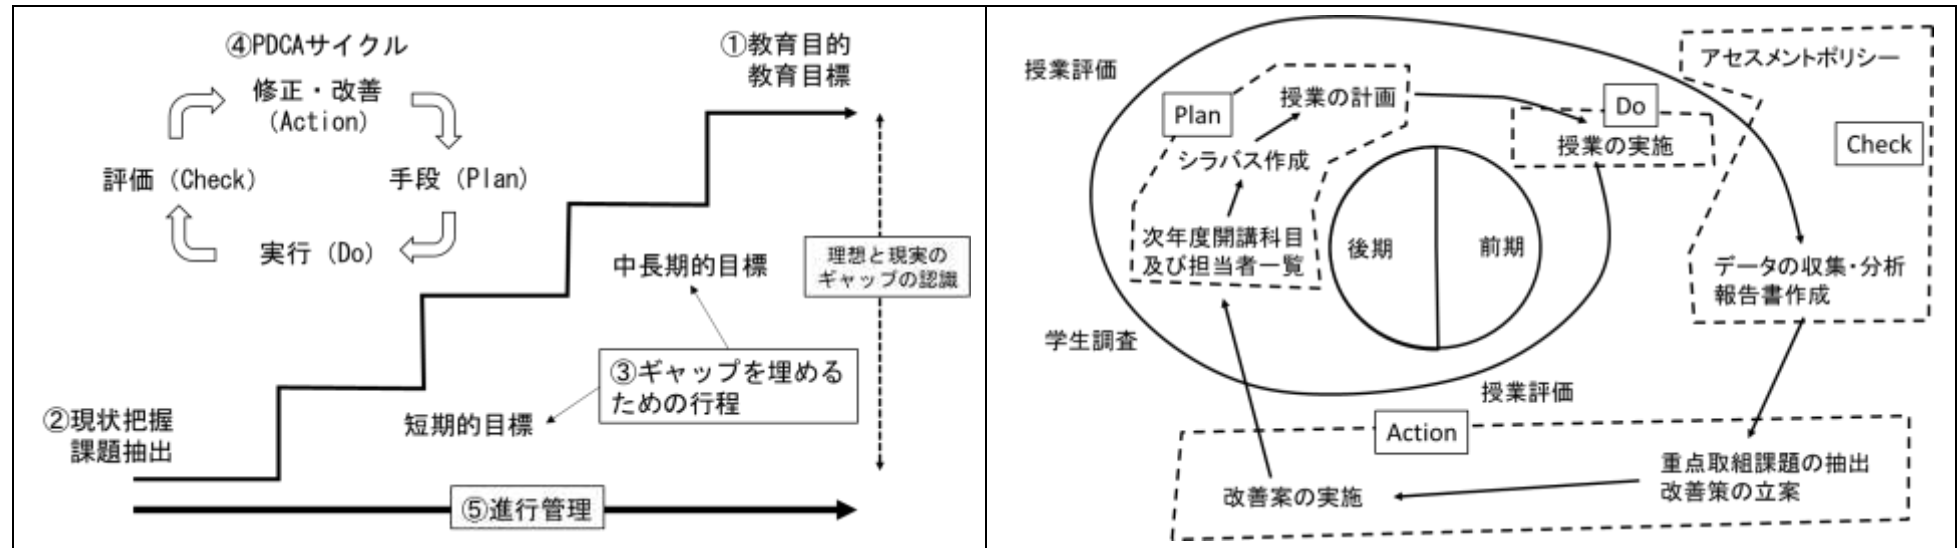 ④PDCAサイクル
修正・改善
(Action)
評価（Check）
手段（Plan）
実行（Do）
①教育目的
教育目標
理想と現実の
ギャップの認識
中長期的目標
③ギャップを埋める
ための行程
短期的目標
②現状把握
課題抽出
⑤進行管理
授業評価
アセスメントポリシー
Plan
授業の計画
Do
授業の実施
Check
シラバス作成
次年度開講科目
及び担当者一覧
後期
前期
データの収集・分析
報告書作成
学生調査
授業評価
Action
重点取組課題の抽出
改善策の立案
改善案の実施